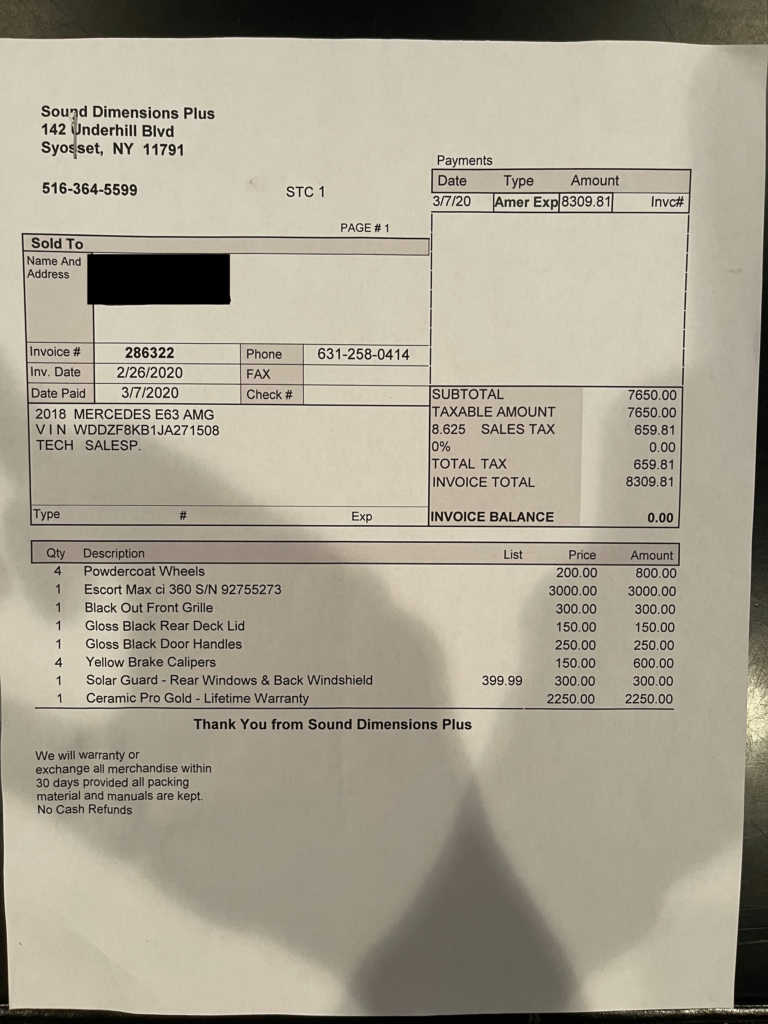 Sound Dimensions Plus
142 Underhill Blvd
Syosset, NY 11791
516-364-5599
STC 1
PAGE # 1
Payments
Date Type Amount
3/7/20 Amer Exp 8309.81 Invc#
Sold To
Name And
Address
Invoice # 286322 Phone 631-258-0414
Inv. Date 2/26/2020 FAX
Date Paid 3/7/2020 Check #
2018 MERCEDES E63 AMG
V I N WDDZF8KB1JA271508
TECH SALESP.
Type # Exp
SUBTOTAL 7650.00
TAXABLE AMOUNT 7650.00
8.625 SALES TAX 659.81
0% 0.00
TOTAL TAX 659.81
INVOICE TOTAL 8309.81
INVOICE BALANCE 0.00
Qty Description List Price Amount
4 Powdercoat Wheels 200.00 800.00
1 Escort Max ci 360 S/N 92755273 3000.00 3000.00
1 Black Out Front Grille 300.00 300.00
1 Gloss Black Rear Deck Lid 150.00 150.00
1 Gloss Black Door Handles 250.00 250.00
4 Yellow Brake Calipers 150.00 600.00
1 Solar Guard - Rear Windows & Back Windshield 399.99 300.00 300.00
1 Ceramic Pro Gold - Lifetime Warranty 2250.00 2250.00
Thank You from Sound Dimensions Plus
We will warranty or
exchange all merchandise within
30 days provided all packing
material and manuals are kept.
No Cash Refunds